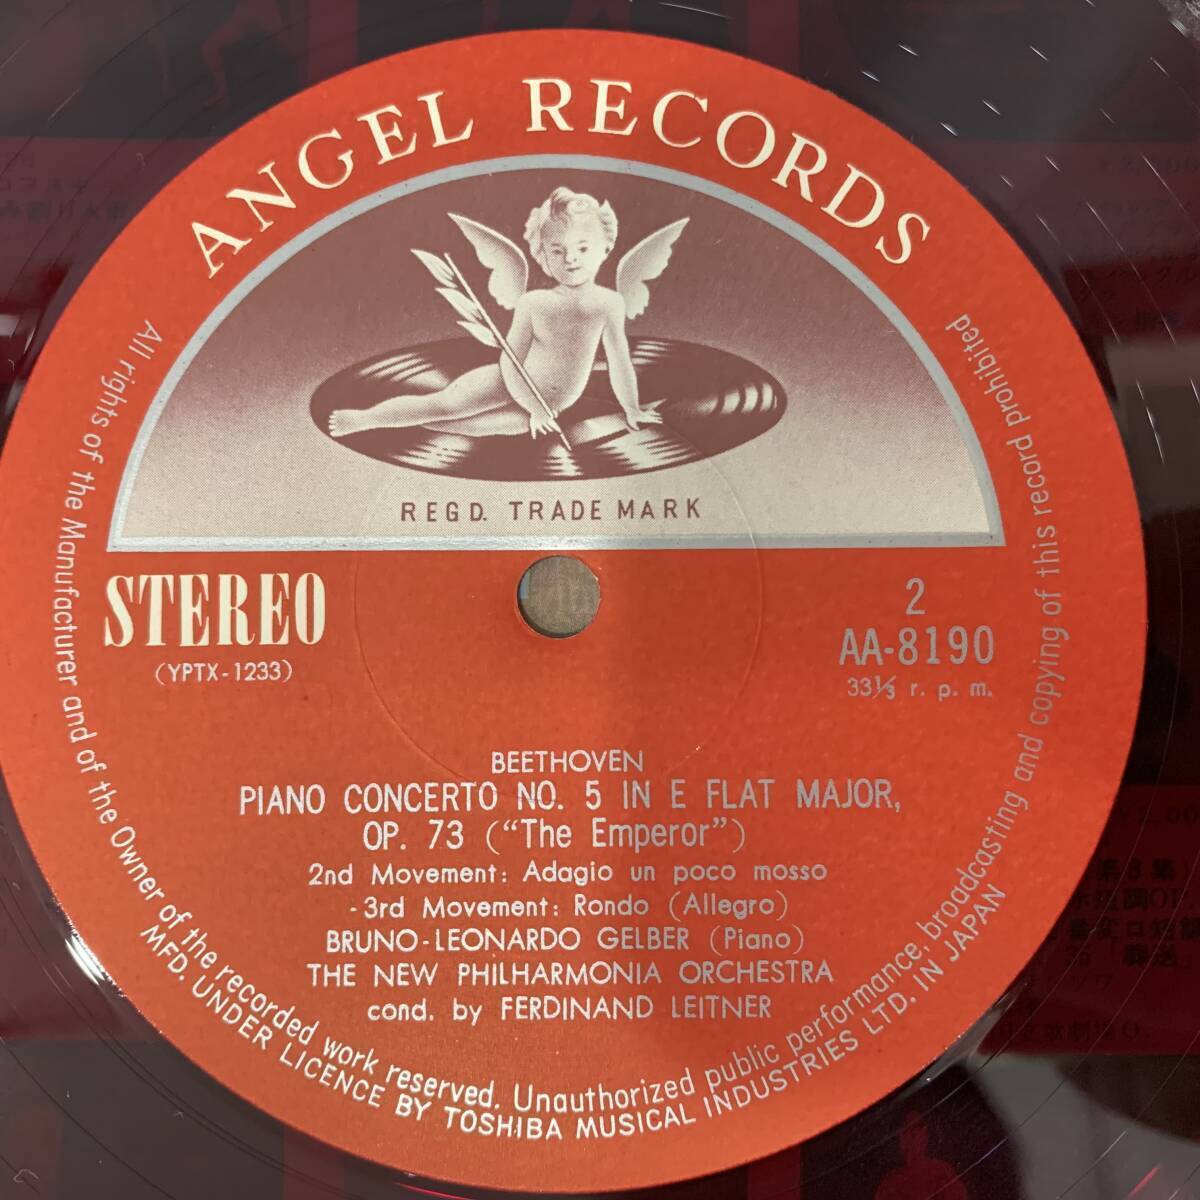 ANGEL RECORDS
REGD. TRADE MARK
STEREO
(YPTX-1233)
2
AA-8190
33⅓ r. p. m.
BEETHOVEN
PIANO CONCERTO NO. 5 IN E FLAT MAJOR,
OP. 73 ("The Emperor")
2nd Movement: Adagio un poco mosso
-3rd Movement: Rondo (Allegro)
BRUNO-LEONARDO GELBER (Piano)
THE NEW PHILHARMONIA ORCHESTRA
cond. by FERDINAND LEITNER
All rights of the Manufacturer and of the Owner of the recorded work reserved. Unauthorized public performance, broadcasting and copying of this record prohibited
MFD. UNDER LICENCE BY TOSHIBA MUSICAL INDUSTRIES LTD. IN JAPAN